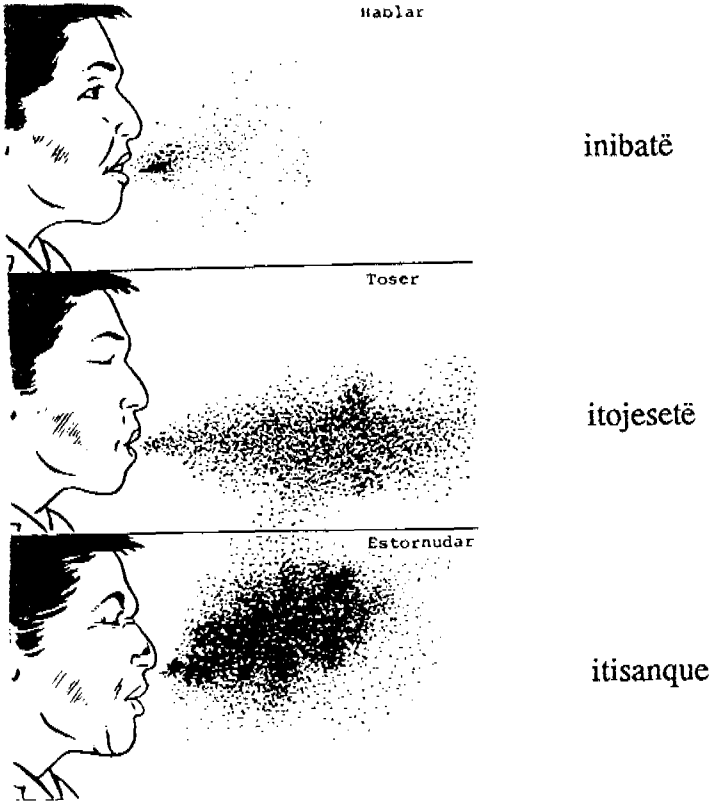 Hablar
inibatë
Toser
itojesetë
Estornudar
itisanque